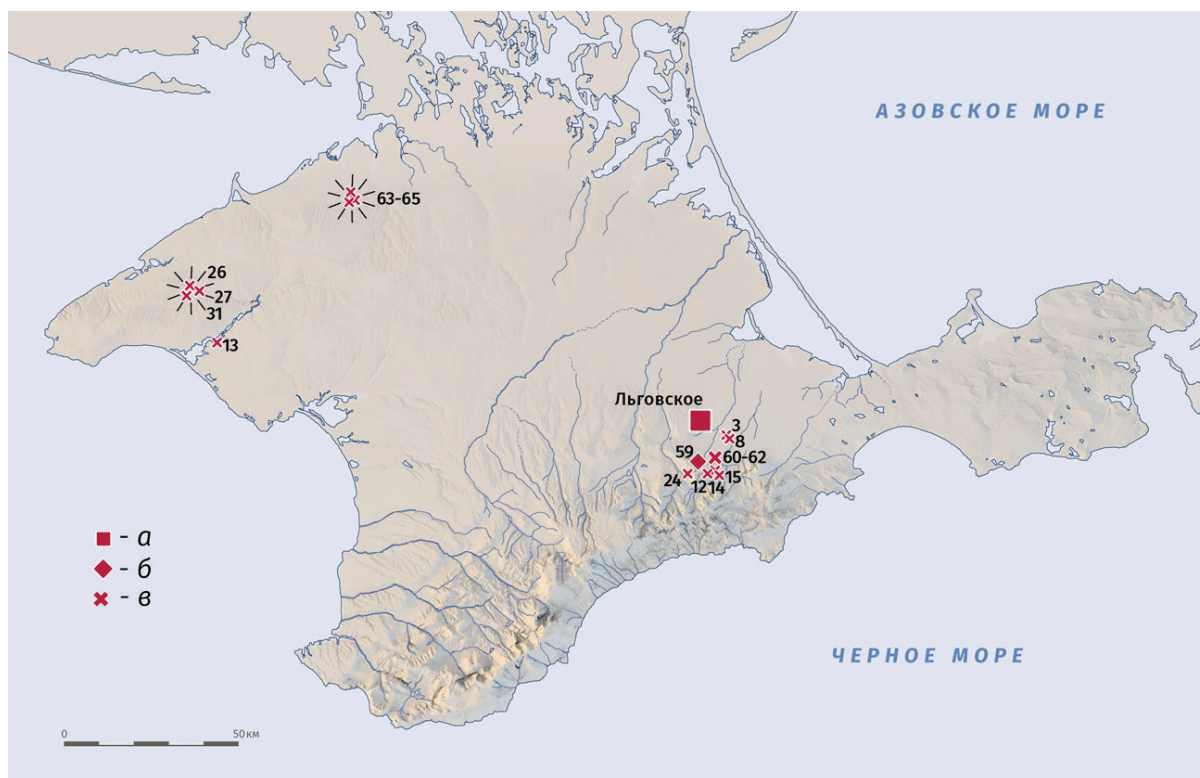 АЗОВСКОЕ МОРЕ
63-65
26
27
31
13
Льговское
3
8
59
60-62
24
12
14
15
- а
- б
- в
ЧЕРНОЕ МОРЕ
0 50 км